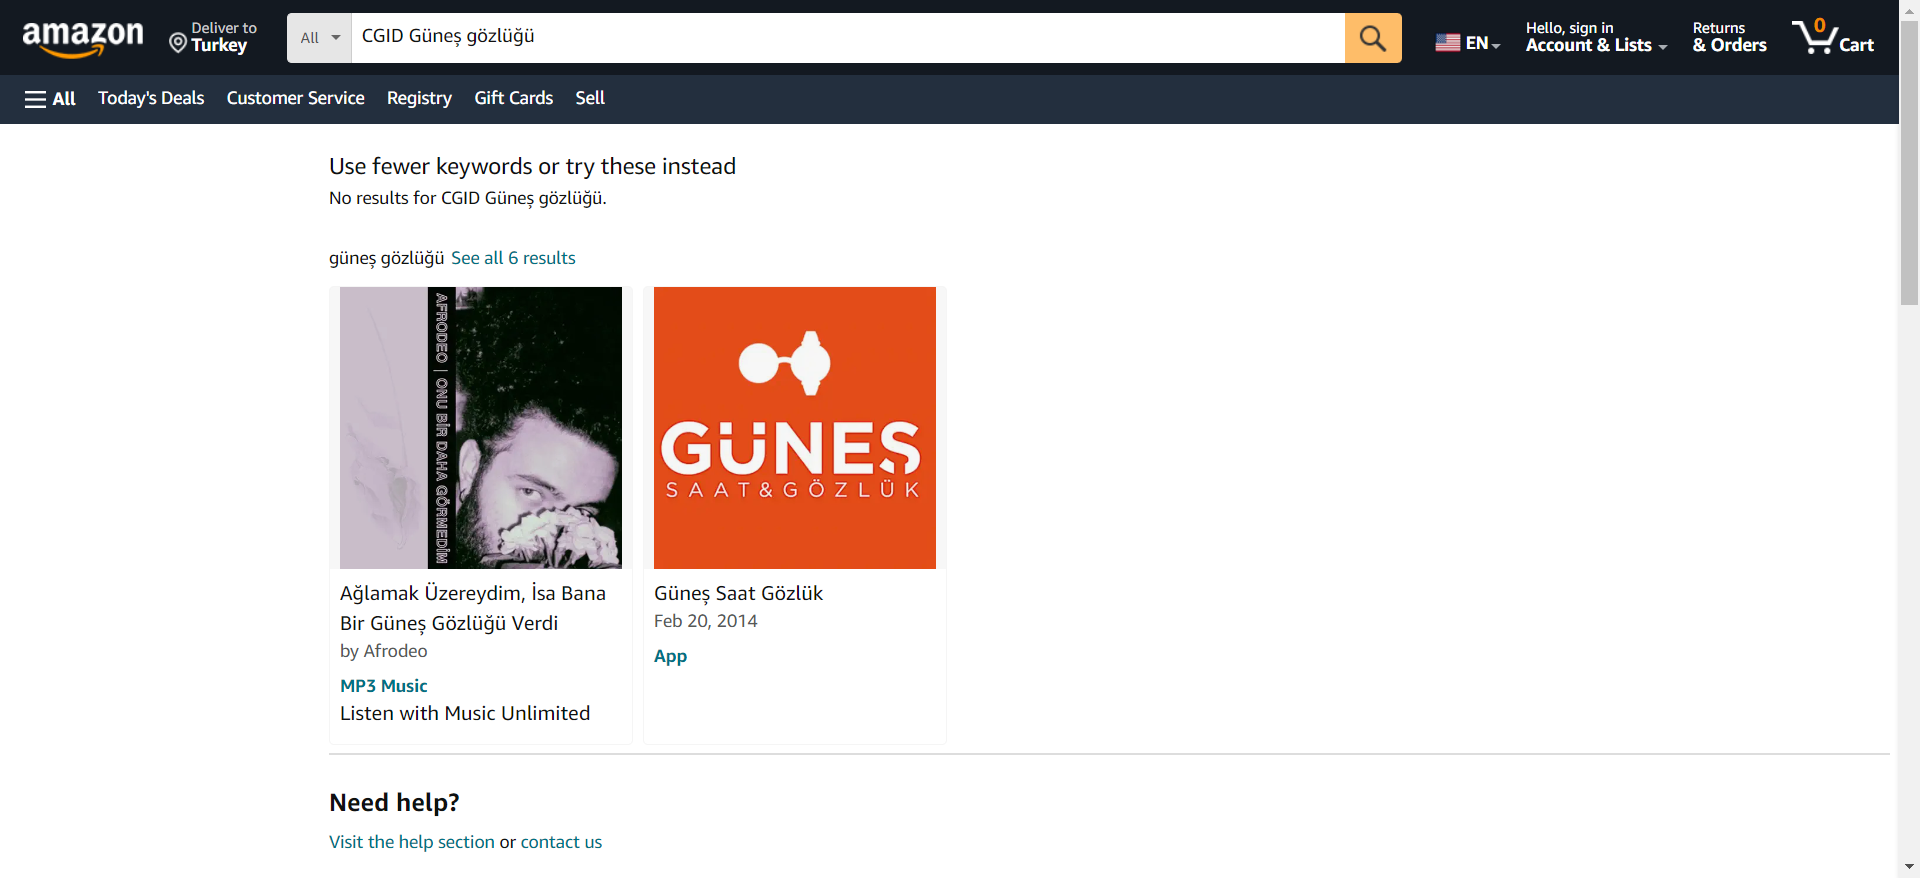 amazon
Deliver to
Turkey
All
CGID Güneş gözlüğü
EN
Hello, sign in
Account & Lists
Returns
& Orders
0
Cart
All
Today's Deals
Customer Service
Registry
Gift Cards
Sell
Use fewer keywords or try these instead
No results for CGID Güneş gözlüğü.
güneş gözlüğü See all 6 results
AFRODEO | ONU BİR DAHA GÖRMEDİM
GÜNEŞ
SAAT&GÖZLÜK
Ağlamak Üzereydim, İsa Bana
Bir Güneş Gözlüğü Verdi
by Afrodeo
MP3 Music
Listen with Music Unlimited
Güneş Saat Gözlük
Feb 20, 2014
App
Need help?
Visit the help section or contact us